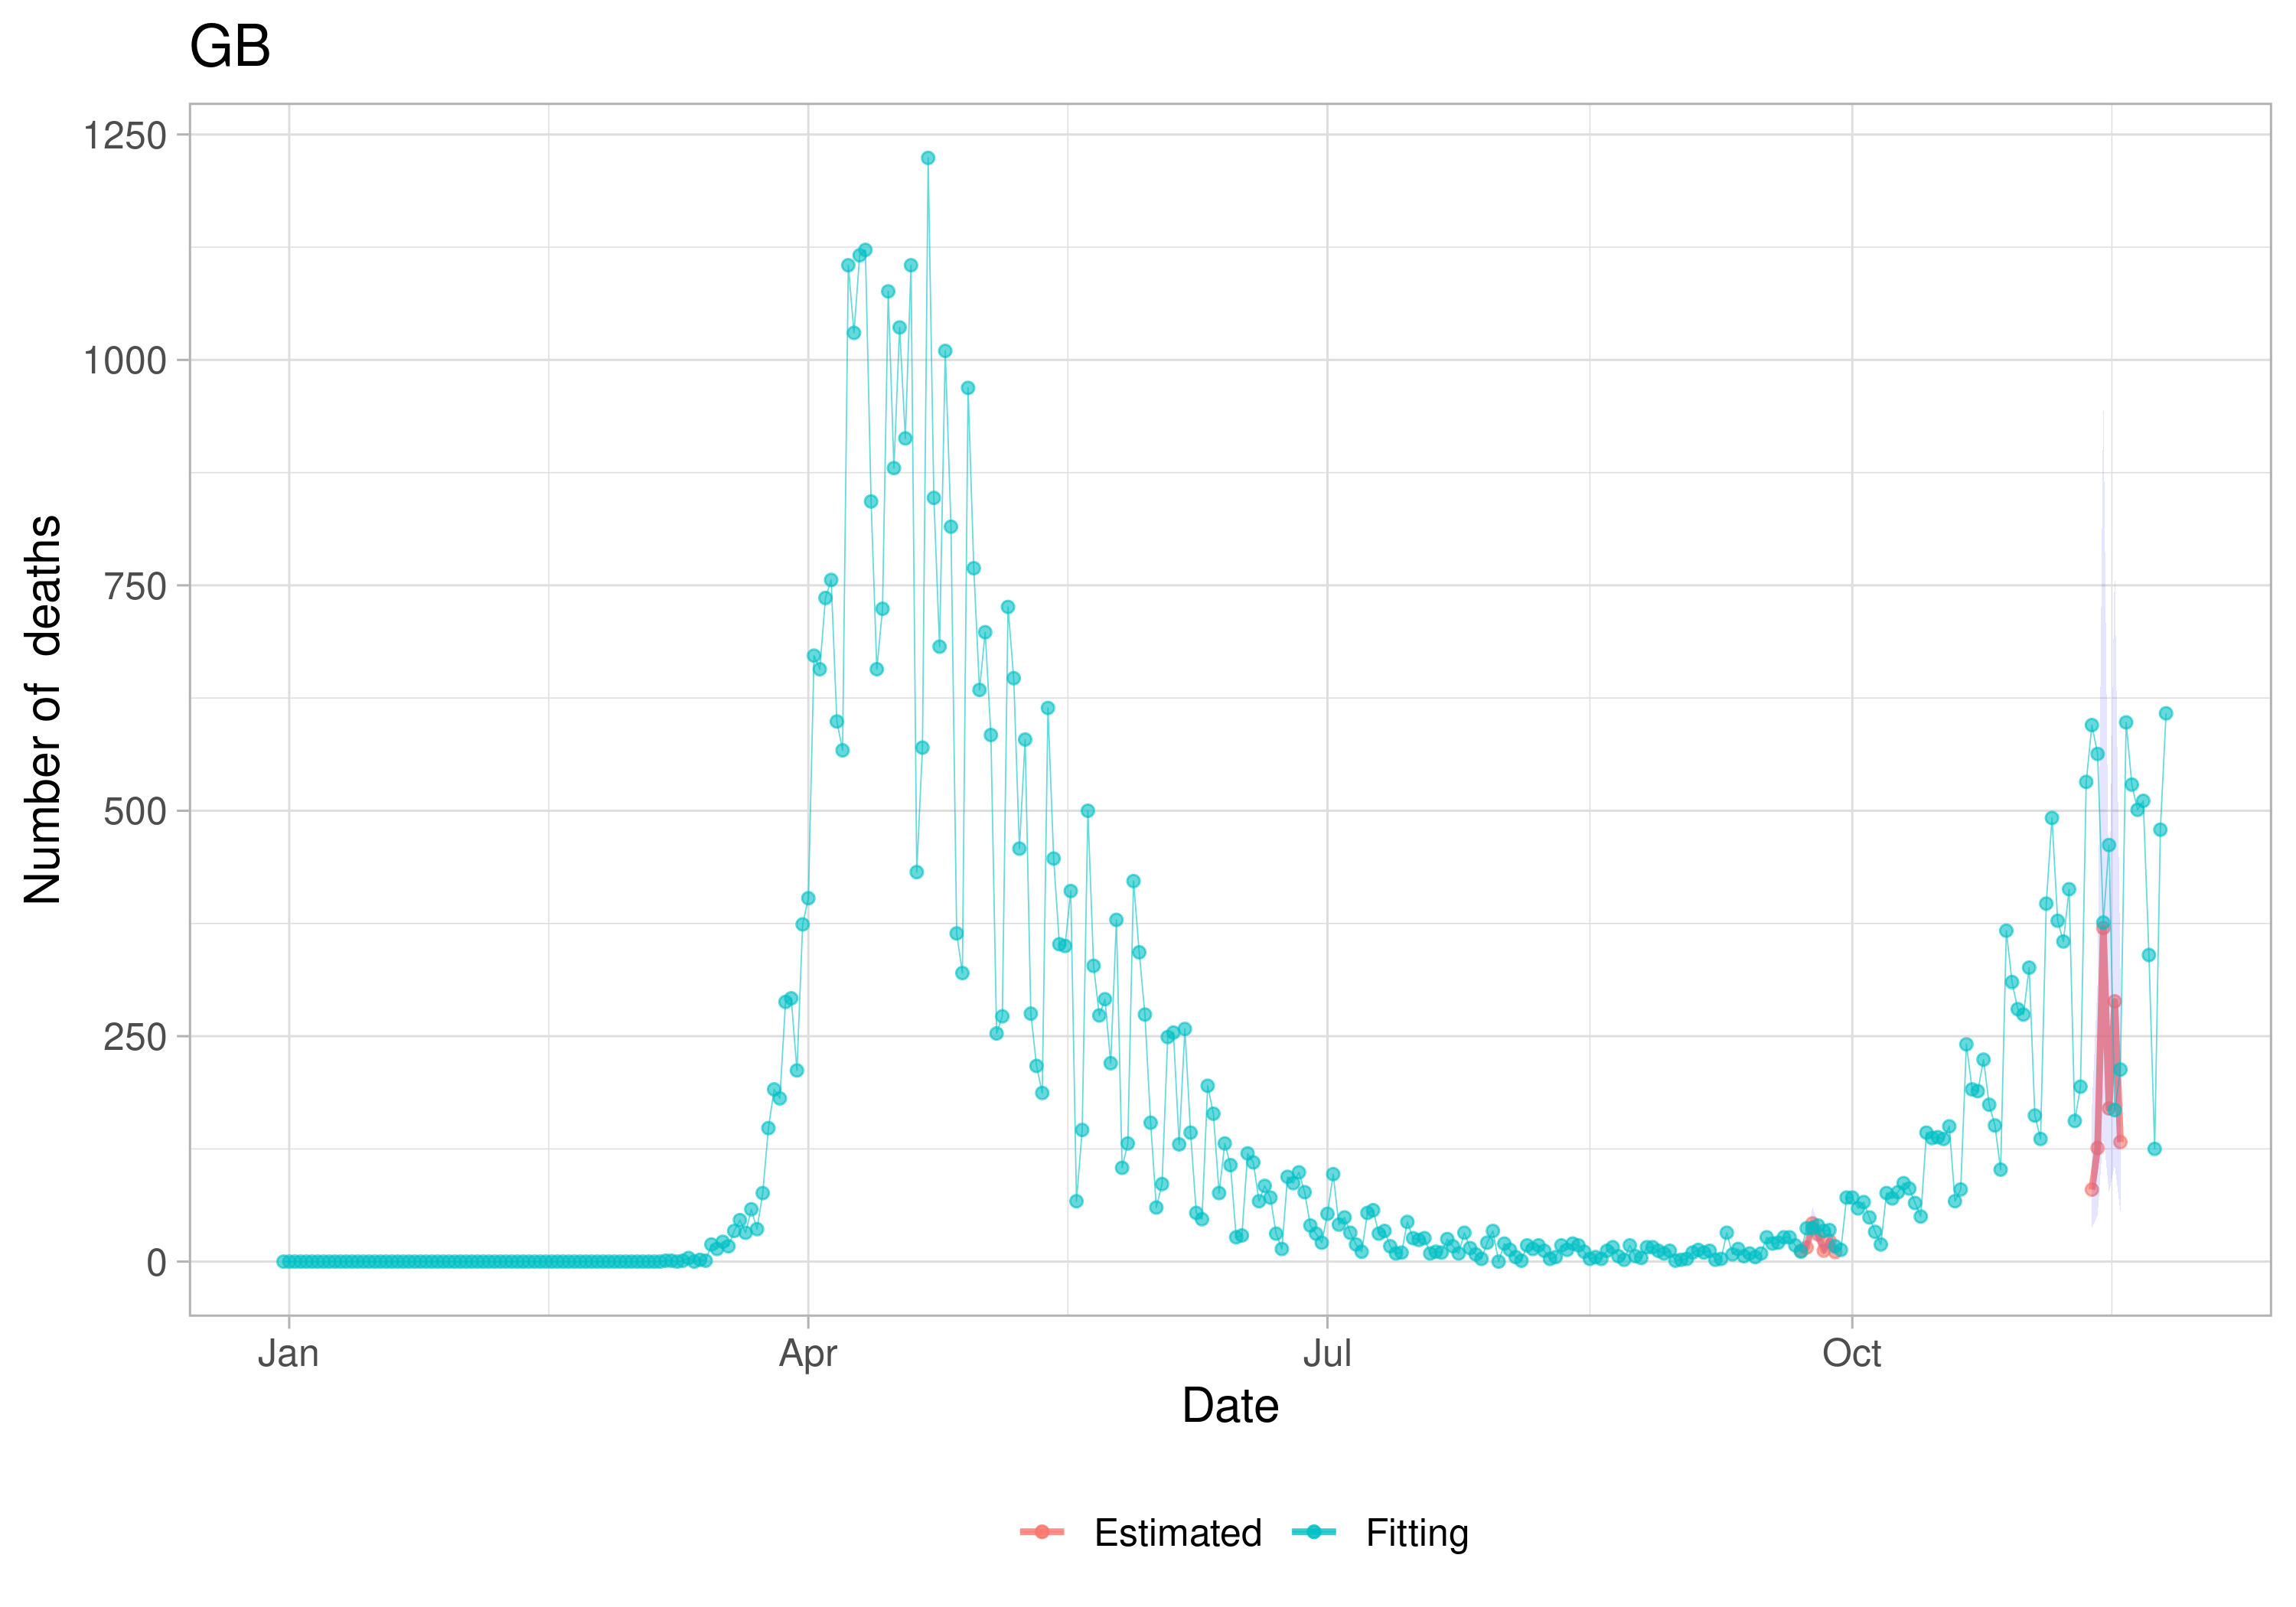 GB
1250
1000
750
500
250
0
Number of deaths
Jan Apr Jul Oct
Date
Estimated Fitting